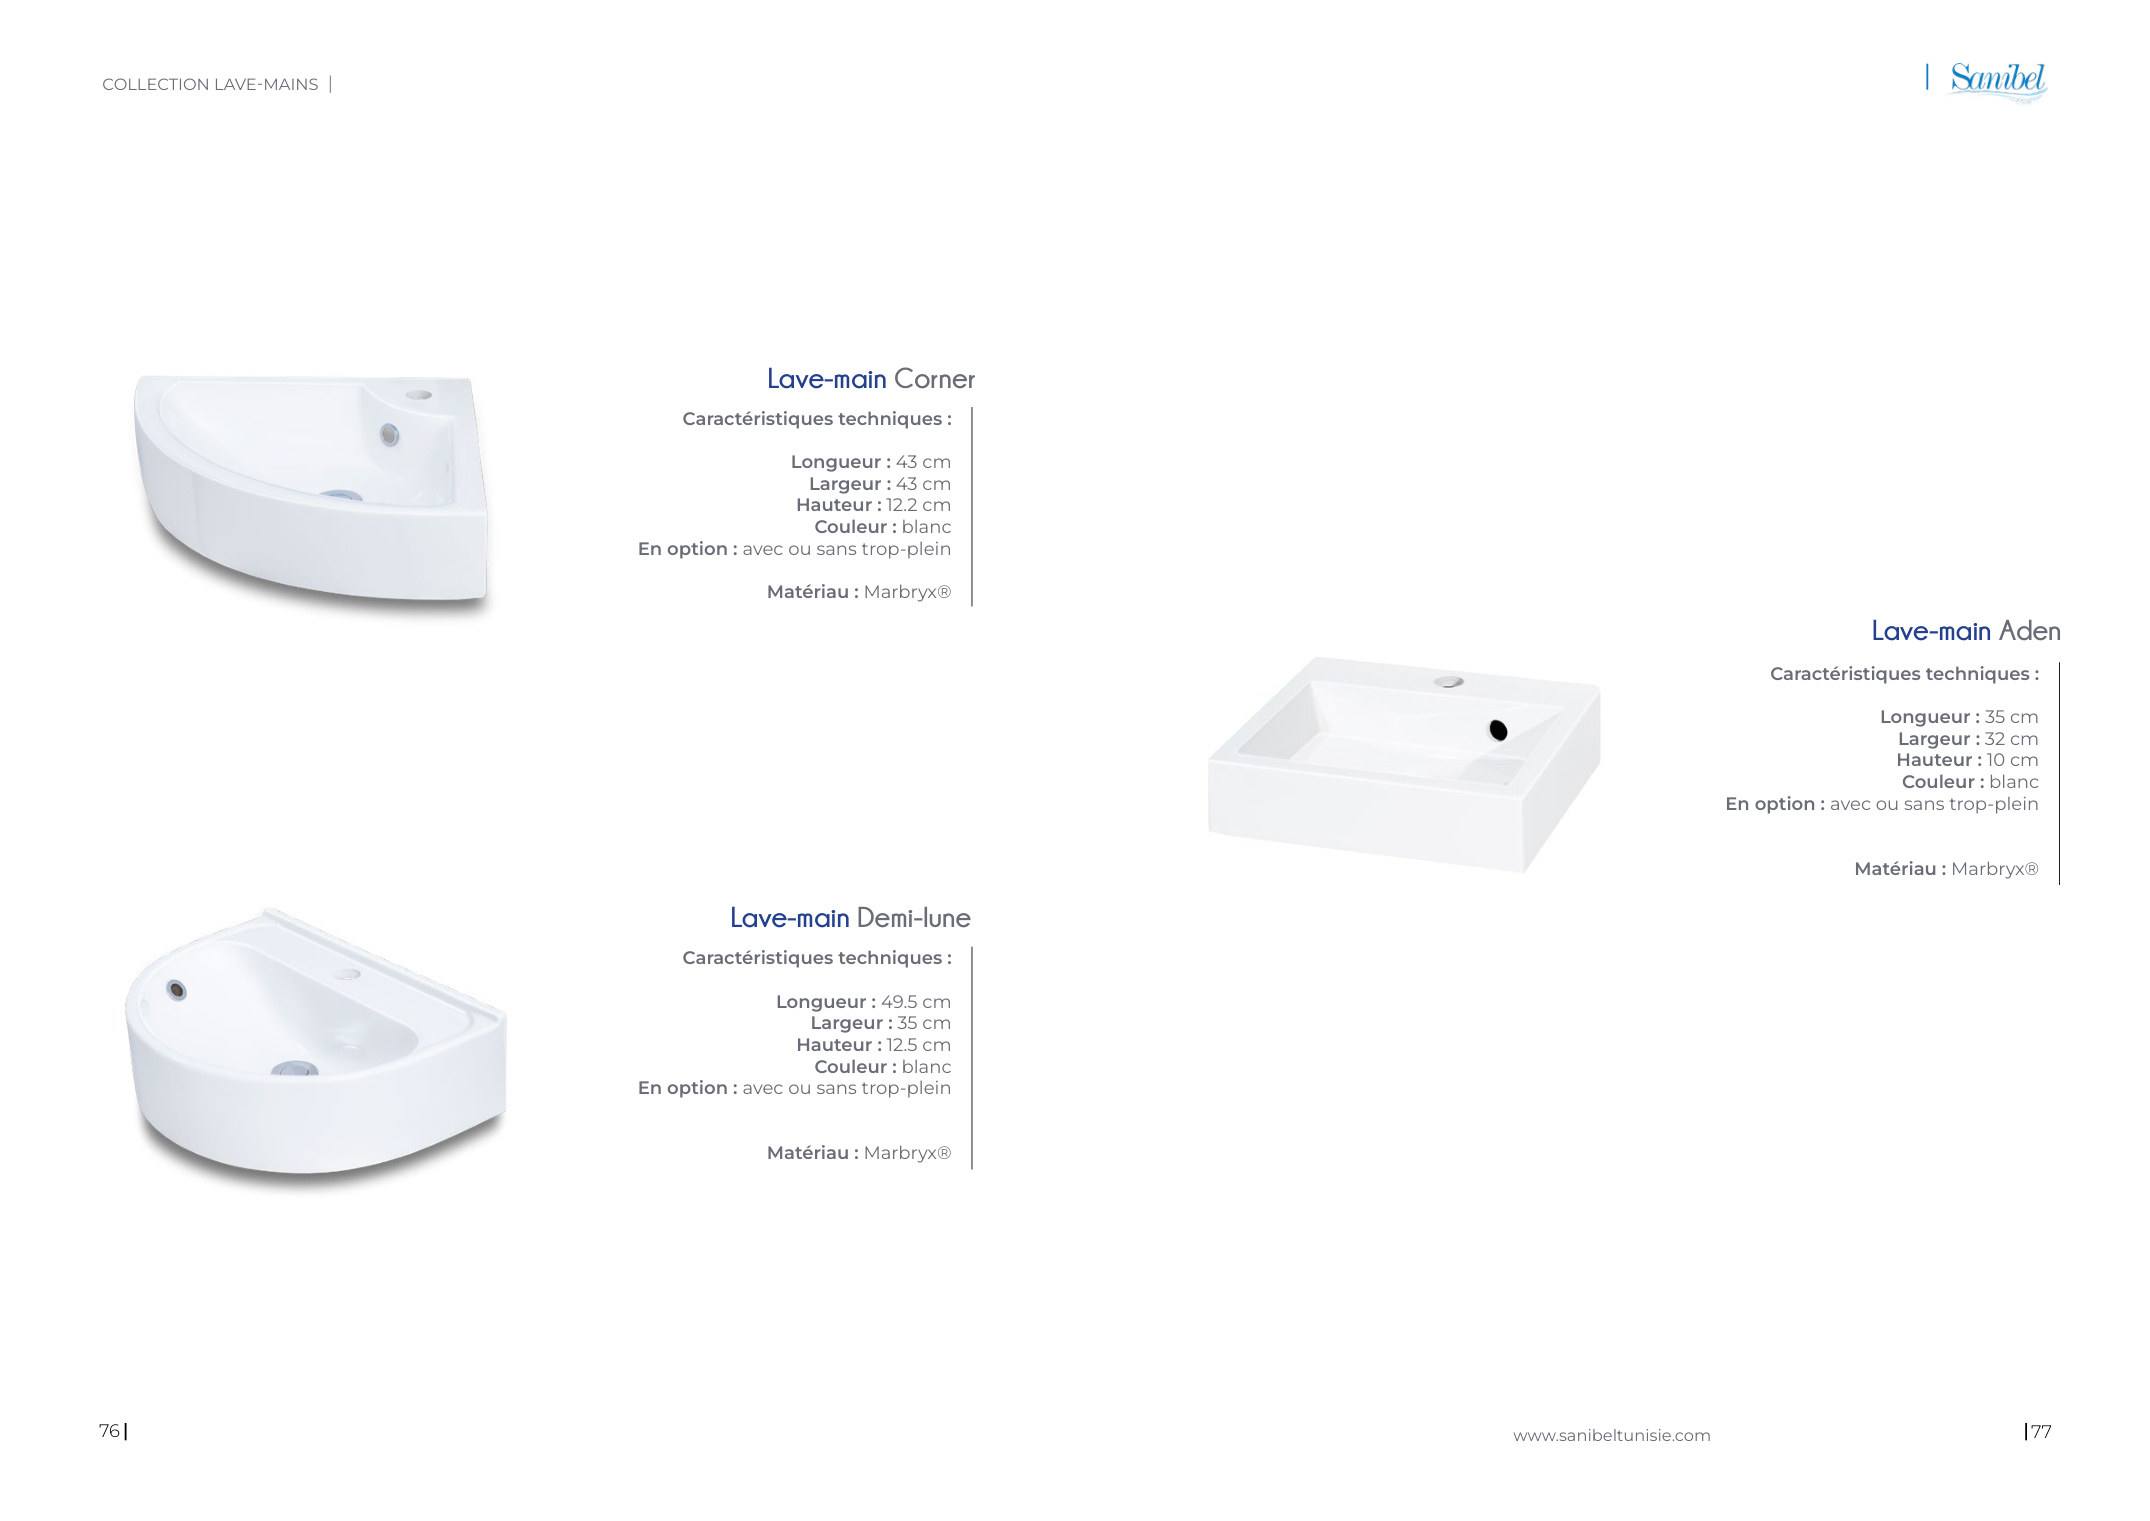 COLLECTION LAVE-MAINS |
Lave-main Corner
Caractéristiques techniques :
Longueur : 43 cm
Largeur : 43 cm
Hauteur : 12.2 cm
Couleur : blanc
En option : avec ou sans trop-plein
Matériau : Marbryx®
Lave-main Demi-lune
Caractéristiques techniques :
Longueur : 49.5 cm
Largeur : 35 cm
Hauteur : 12.5 cm
Couleur : blanc
En option : avec ou sans trop-plein
Matériau : Marbryx®
76 |
| Sanibel
Lave-main Aden
Caractéristiques techniques :
Longueur : 35 cm
Largeur : 32 cm
Hauteur : 10 cm
Couleur : blanc
En option : avec ou sans trop-plein
Matériau : Marbryx®
www.sanibeltunisie.com
| 77